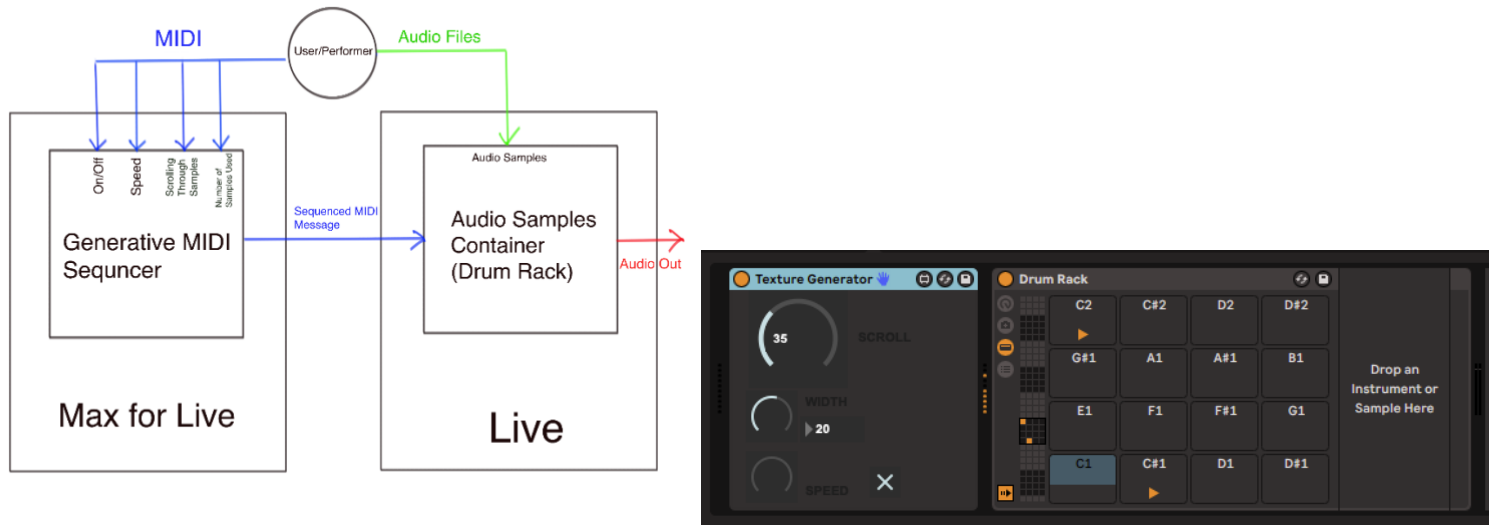 MIDI
User/Performer
Audio Files
On/Off
Speed
Scrolling
Through
Samples
Number of
Samples Used
Generative MIDI
Sequncer
Max for Live
Sequenced MIDI
Message
Audio Samples
Audio Samples
Container
(Drum Rack)
Audio Out
Live
Texture Generator
35
SCROLL
WIDTH
20
SPEED
Drum Rack
C2 C#2 D2 D#2
G#1 A1 A#1 B1
E1 F1 F#1 G1
C1 C#1 D1 D#1
Drop an
Instrument or
Sample Here